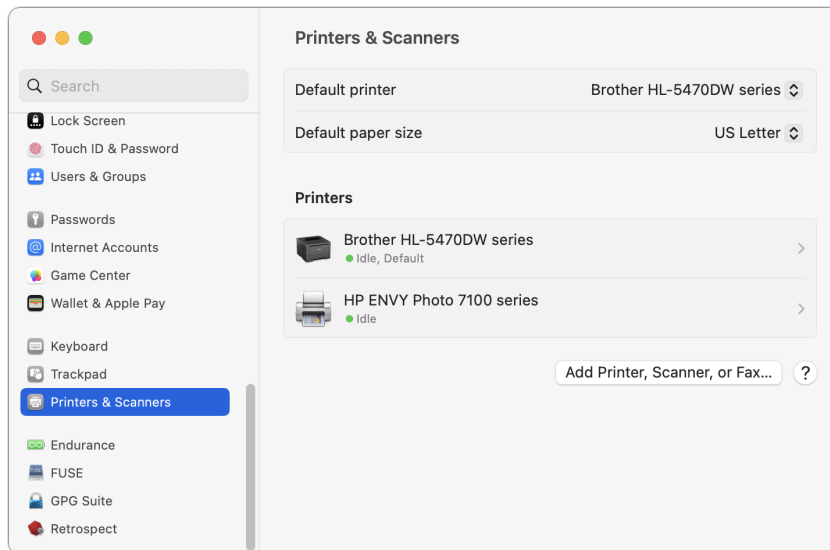 Search
Lock Screen
Touch ID & Password
Users & Groups
Passwords
Internet Accounts
Game Center
Wallet & Apple Pay
Keyboard
Trackpad
Printers & Scanners
Endurance
FUSE
GPG Suite
Retrospect
Printers & Scanners
Default printer Brother HL-5470DW series
Default paper size US Letter
Printers
Brother HL-5470DW series
Idle, Default
HP ENVY Photo 7100 series
Idle
Add Printer, Scanner, or Fax...
?